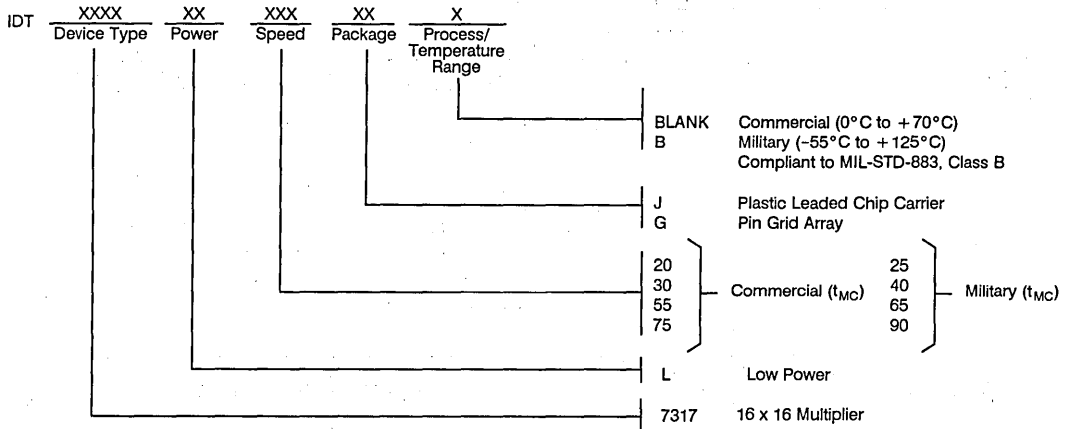 IDT XXXX XX XXX XX X
Device Type Power Speed Package Process/
Temperature
Range
BLANK Commercial (0°C to +70°C)
B Military (-55°C to +125°C)
Compliant to MIL-STD-883, Class B
J Plastic Leaded Chip Carrier
G Pin Grid Array
20 25
30 40
Commercial (tMC) Military (tMC)
55 65
75 90
L Low Power
7317 16 x 16 Multiplier